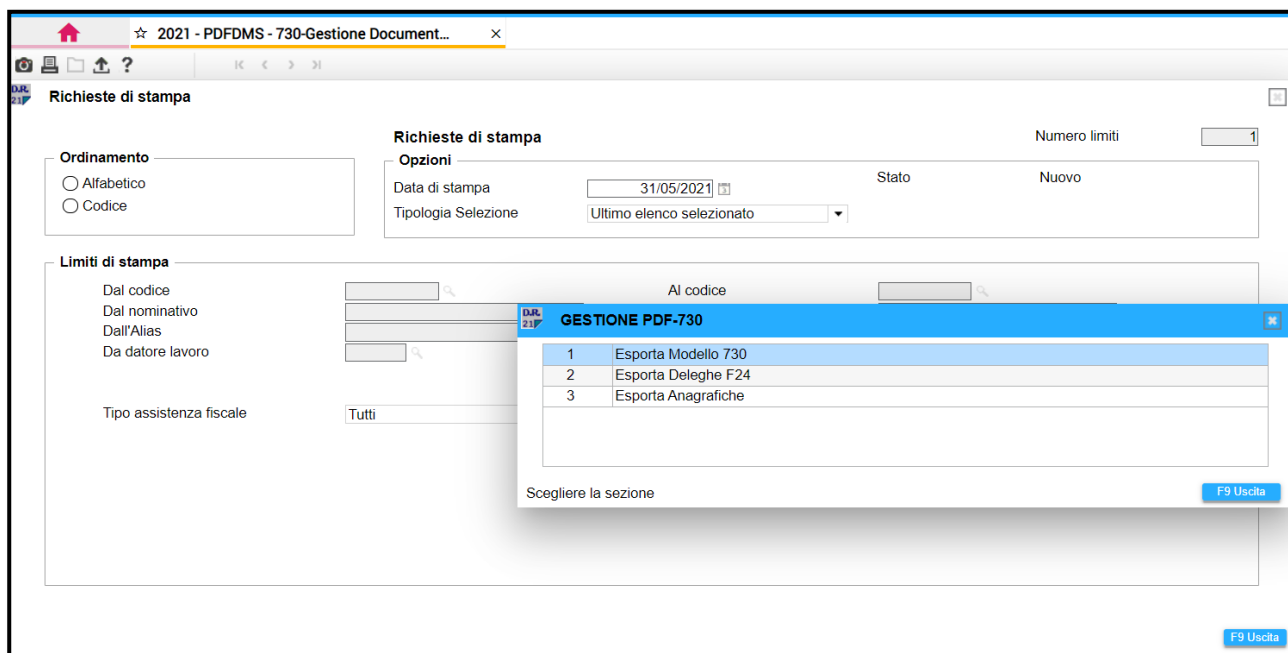 ☆ 2021 - PDFDMS - 730-Gestione Document... ×
?
D.R. 21 Richieste di stampa
Richieste di stampa
Numero limiti 1
Ordinamento
Alfabetico
Codice
Opzioni
Data di stampa 31/05/2021
Stato Nuovo
Tipologia Selezione Ultimo elenco selezionato
Limiti di stampa
Dal codice Al codice
Dal nominativo
Dall'Alias
Da datore lavoro
Tipo assistenza fiscale Tutti
D.R. 21 GESTIONE PDF-730
1 Esporta Modello 730
2 Esporta Deleghe F24
3 Esporta Anagrafiche
Scegliere la sezione F9 Uscita
F9 Uscita